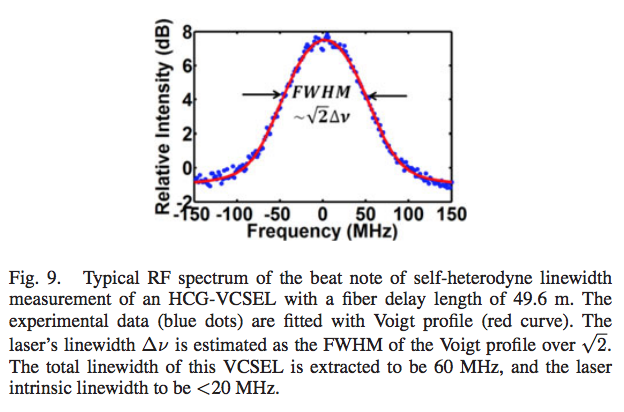 Relative Intensity (dB)
8
6
4
2
0
-2
FWHM
~√2Δν
-150 -100 -50 0 50 100 150
Frequency (MHz)
Fig. 9. Typical RF spectrum of the beat note of self-heterodyne linewidth
measurement of an HCG-VCSEL with a fiber delay length of 49.6 m. The
experimental data (blue dots) are fitted with Voigt profile (red curve). The
laser's linewidth Δν is estimated as the FWHM of the Voigt profile over √2.
The total linewidth of this VCSEL is extracted to be 60 MHz, and the laser
intrinsic linewidth to be <20 MHz.